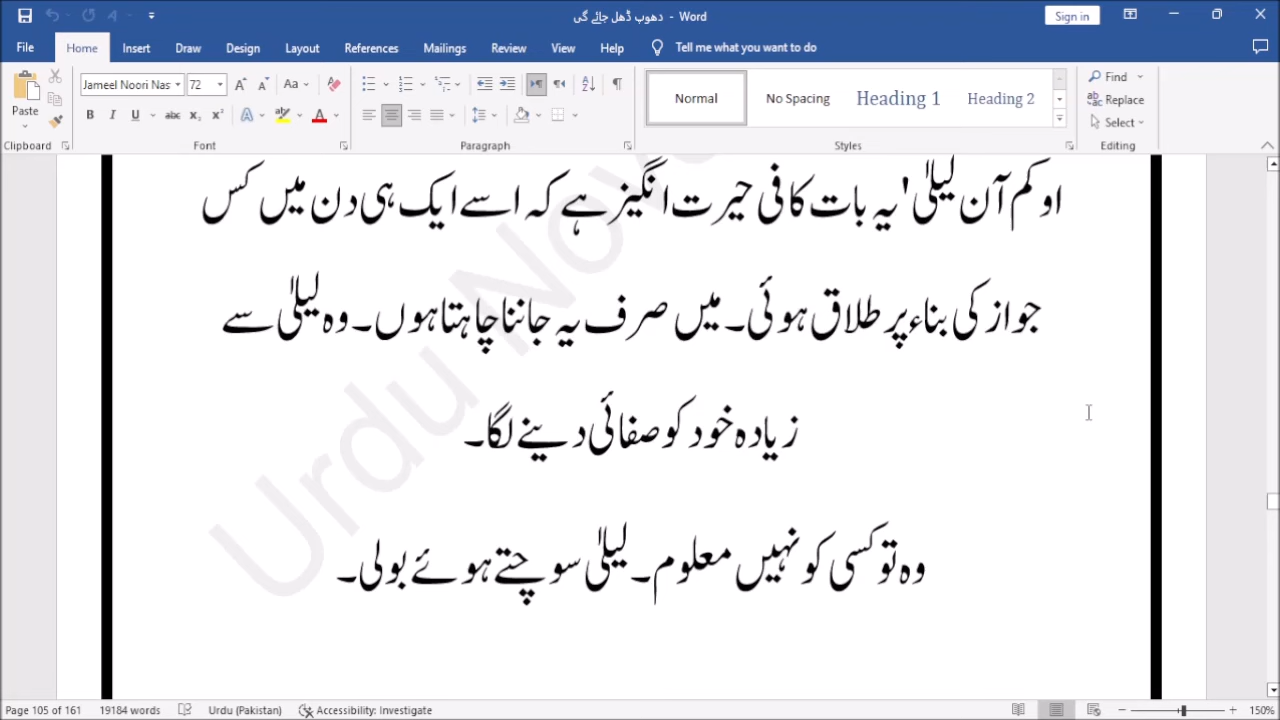 دھوپ ڈھل جائے گی - Word
Sign in
File Home Insert Draw Design Layout References Mailings Review View Help Tell me what you want to do
Paste
Jameel Noori Nas 72
Normal
No Spacing
Heading 1
Heading 2
Find
Replace
Select
Clipboard Font Paragraph Styles Editing
او کم آن لیلیٰ' یہ بات کافی حیرت انگیز ہے کہ اسے ایک ہی دن میں کس
جواز کی بناء پر طلاق ہوئی۔ میں صرف یہ جاننا چاہتا ہوں۔ وہ لیلیٰ سے
زیادہ خود کو صفائی دینے لگا۔
وہ تو کسی کو نہیں معلوم۔ لیلیٰ سوچتے ہوئے بولی۔
Urdu
Page 105 of 161 19184 words Urdu (Pakistan) Accessibility: Investigate 150%